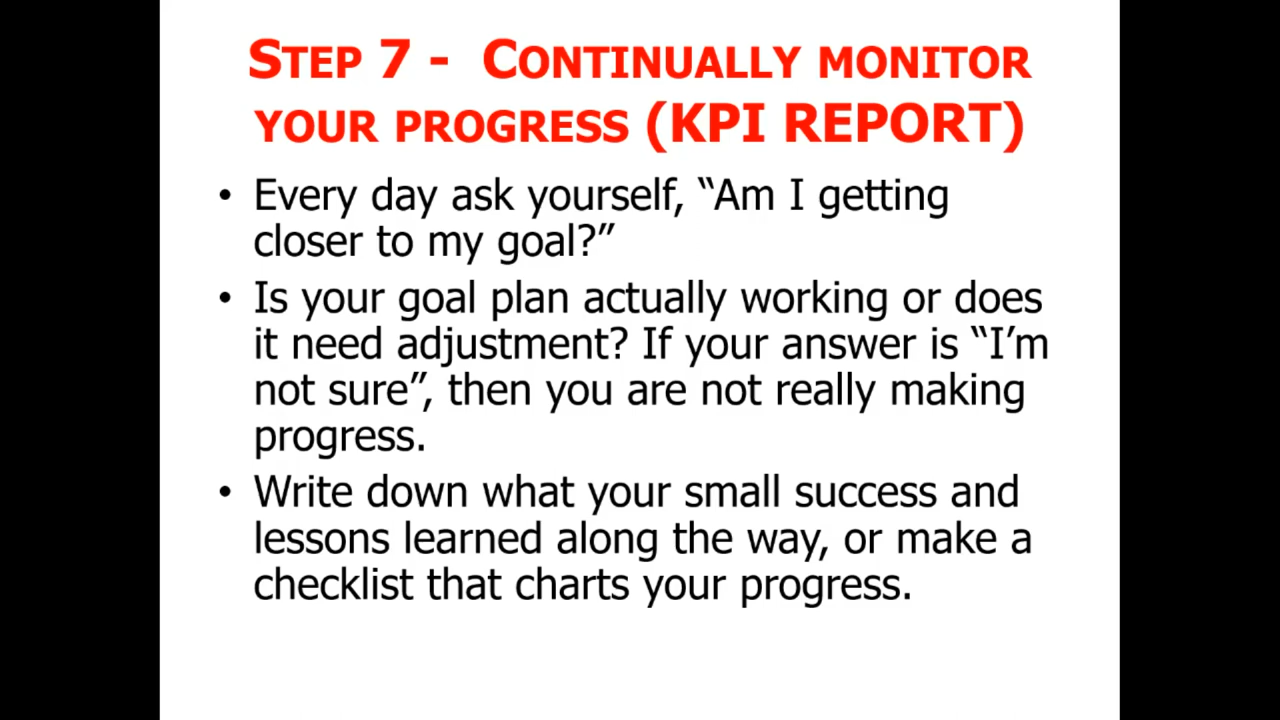 STEP 7 - CONTINUALLY MONITOR
YOUR PROGRESS (KPI REPORT)
• Every day ask yourself, “Am I getting
closer to my goal?”
• Is your goal plan actually working or does
it need adjustment? If your answer is “I’m
not sure”, then you are not really making
progress.
• Write down what your small success and
lessons learned along the way, or make a
checklist that charts your progress.